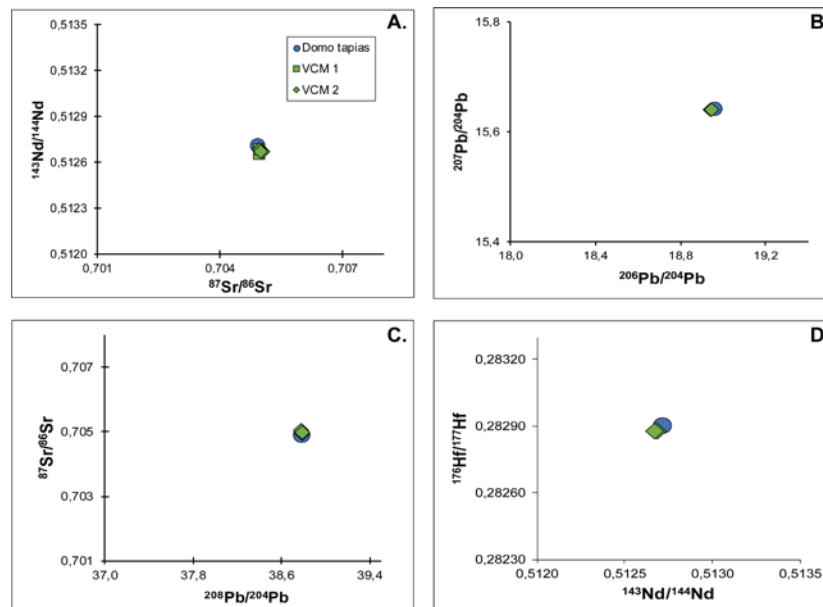 A.
0,5135
0,5132
0,5129
0,5126
0,5123
0,5120
¹⁴³Nd/¹⁴⁴Nd
Domo tapias
VCM 1
VCM 2
0,701
0,704
0,707
⁸⁷Sr/⁸⁶Sr
B.
15,8
15,6
15,4
²⁰⁷Pb/²⁰⁴Pb
18,0
18,4
18,8
19,2
²⁰⁶Pb/²⁰⁴Pb
C.
0,707
0,705
0,703
0,701
⁸⁷Sr/⁸⁶Sr
37,0
37,8
38,6
39,4
²⁰⁸Pb/²⁰⁴Pb
D.
0,28320
0,28290
0,28260
0,28230
¹⁷⁶Hf/¹⁷⁷Hf
0,5120
0,5125
0,5130
0,5135
¹⁴³Nd/¹⁴⁴Nd